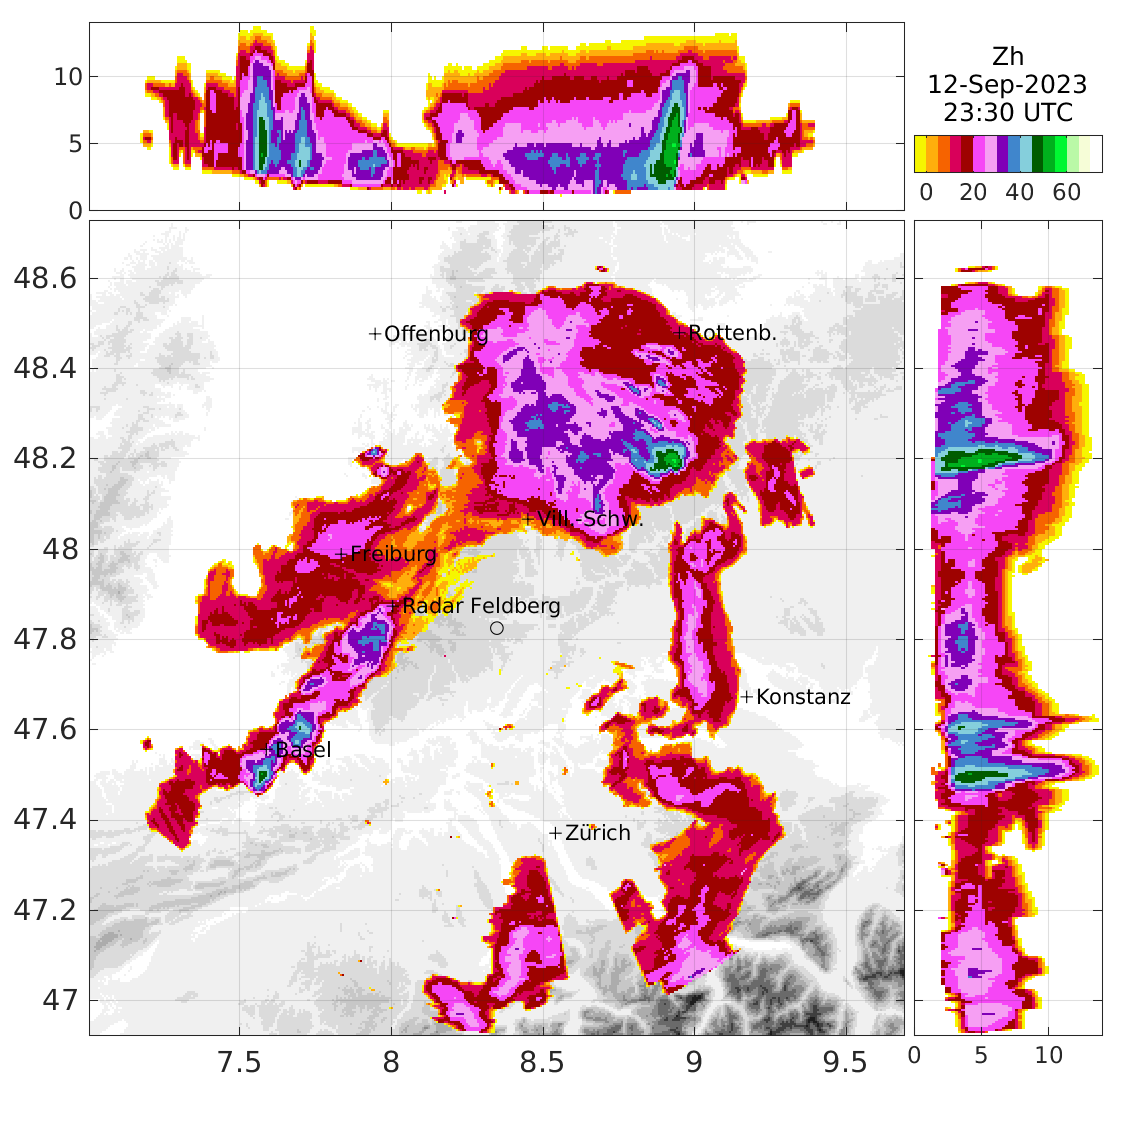 10
5
0
Zh
12-Sep-2023
23:30 UTC
0 20 40 60
48.6
48.4
48.2
48
47.8
47.6
47.4
47.2
47
+Offenburg
+Rottenb.
+Vill.-Schw.
+Freiburg
+Radar Feldberg
+Konstanz
+Basel
+Zürich
7.5 8 8.5 9 9.5
0 5 10